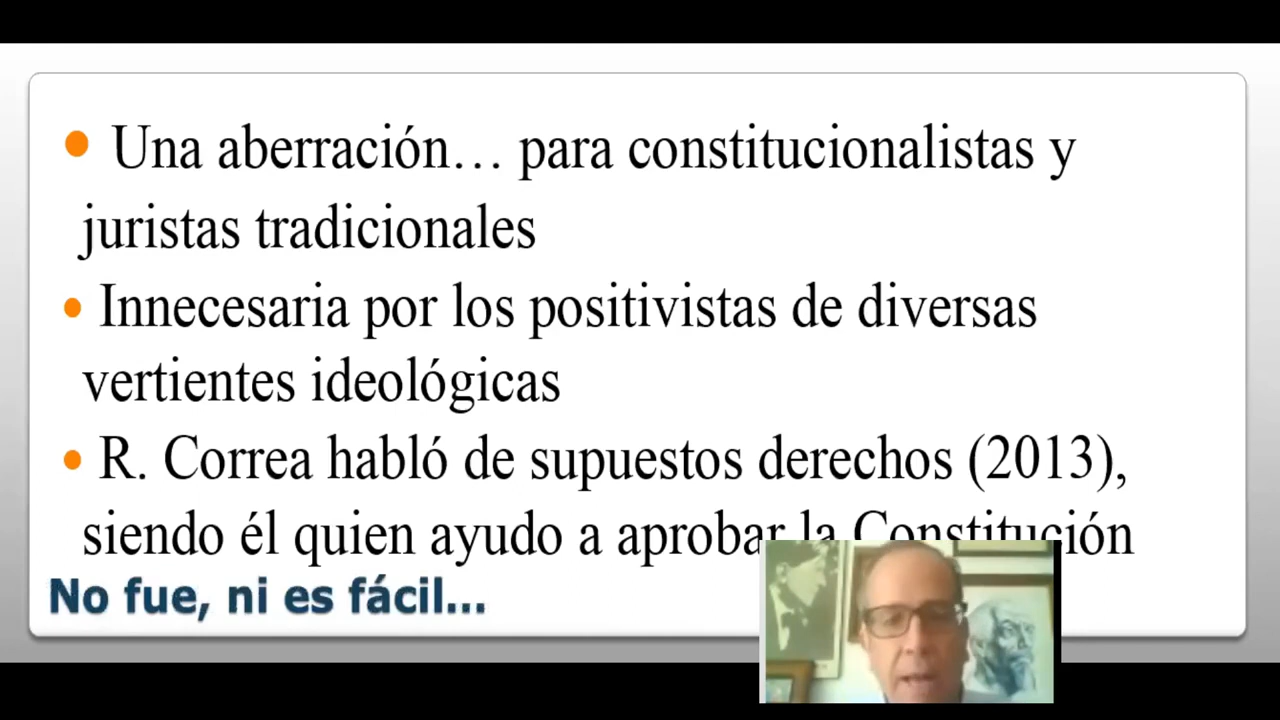 Una aberración… para constitucionalistas y
juristas tradicionales
Innecesaria por los positivistas de diversas
vertientes ideológicas
R. Correa habló de supuestos derechos (2013),
siendo él quien ayudo a aprobar la Constitución
No fue, ni es fácil...